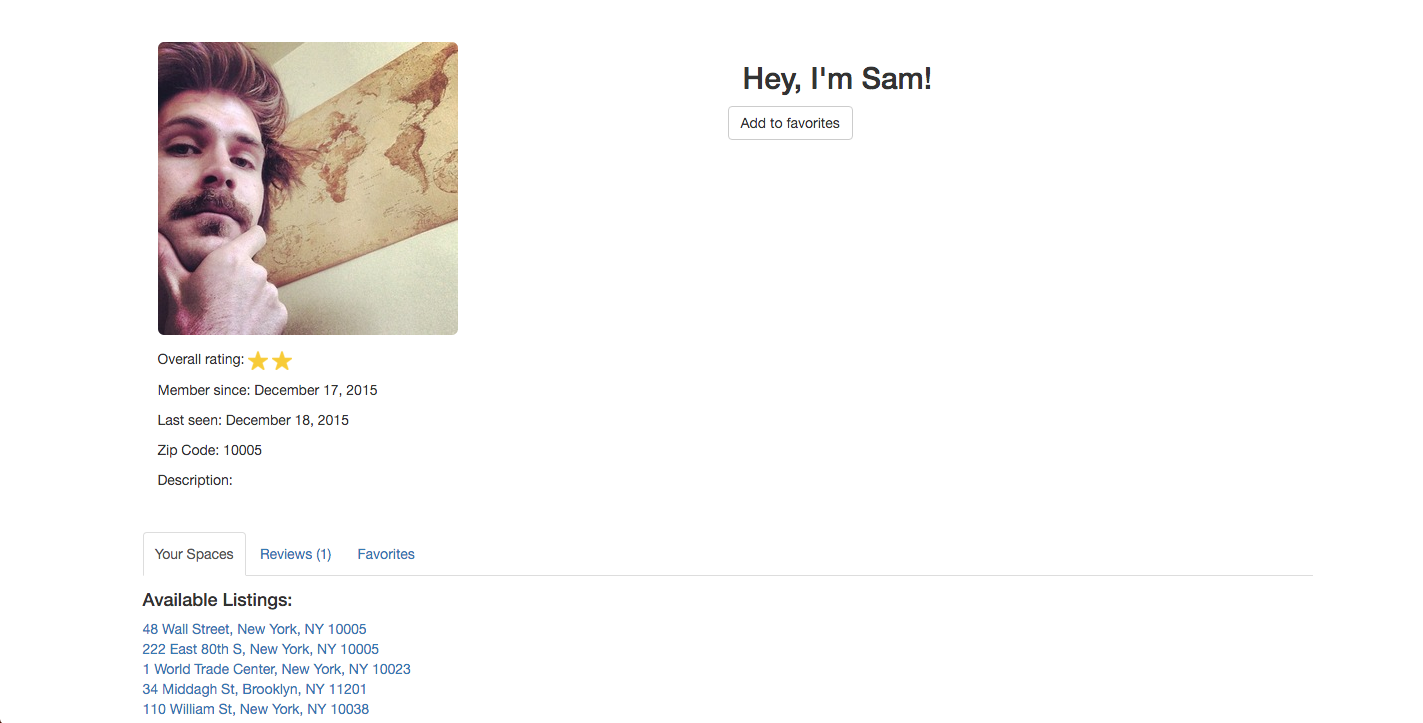 Hey, I'm Sam!
Add to favorites
Overall rating:
Member since: December 17, 2015
Last seen: December 18, 2015
Zip Code: 10005
Description:
Your Spaces
Reviews (1)
Favorites
Available Listings:
48 Wall Street, New York, NY 10005
222 East 80th S, New York, NY 10005
1 World Trade Center, New York, NY 10023
34 Middagh St, Brooklyn, NY 11201
110 William St, New York, NY 10038